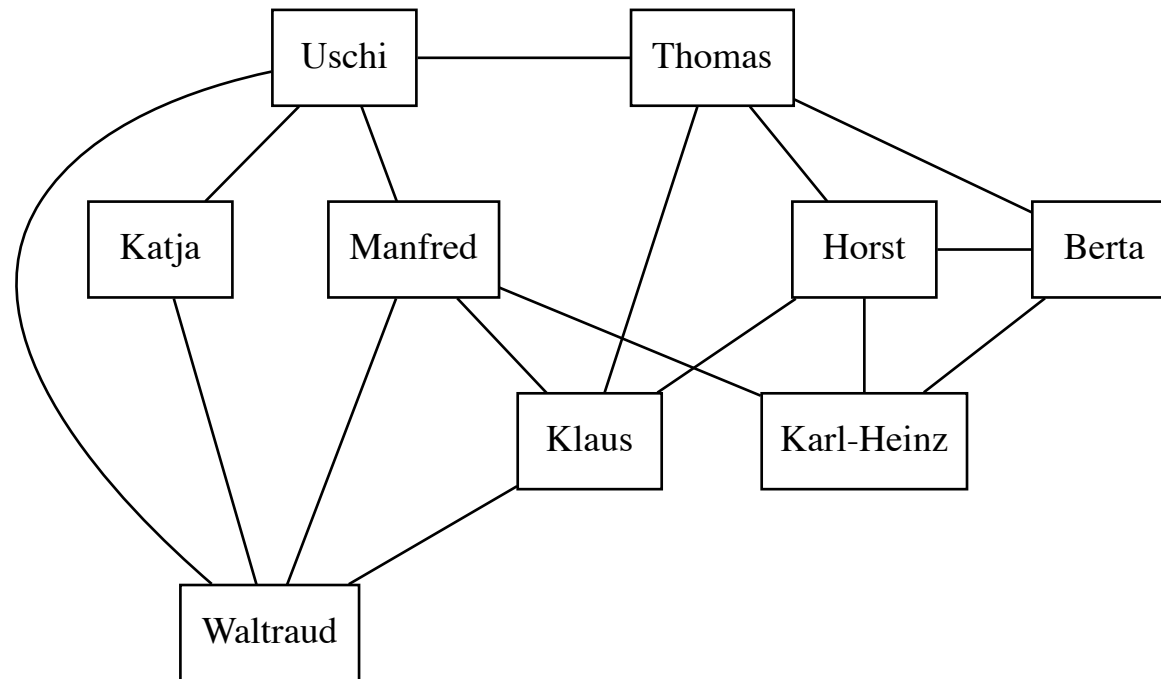 Uschi
Thomas
Katja
Manfred
Horst
Berta
Klaus
Karl-Heinz
Waltraud